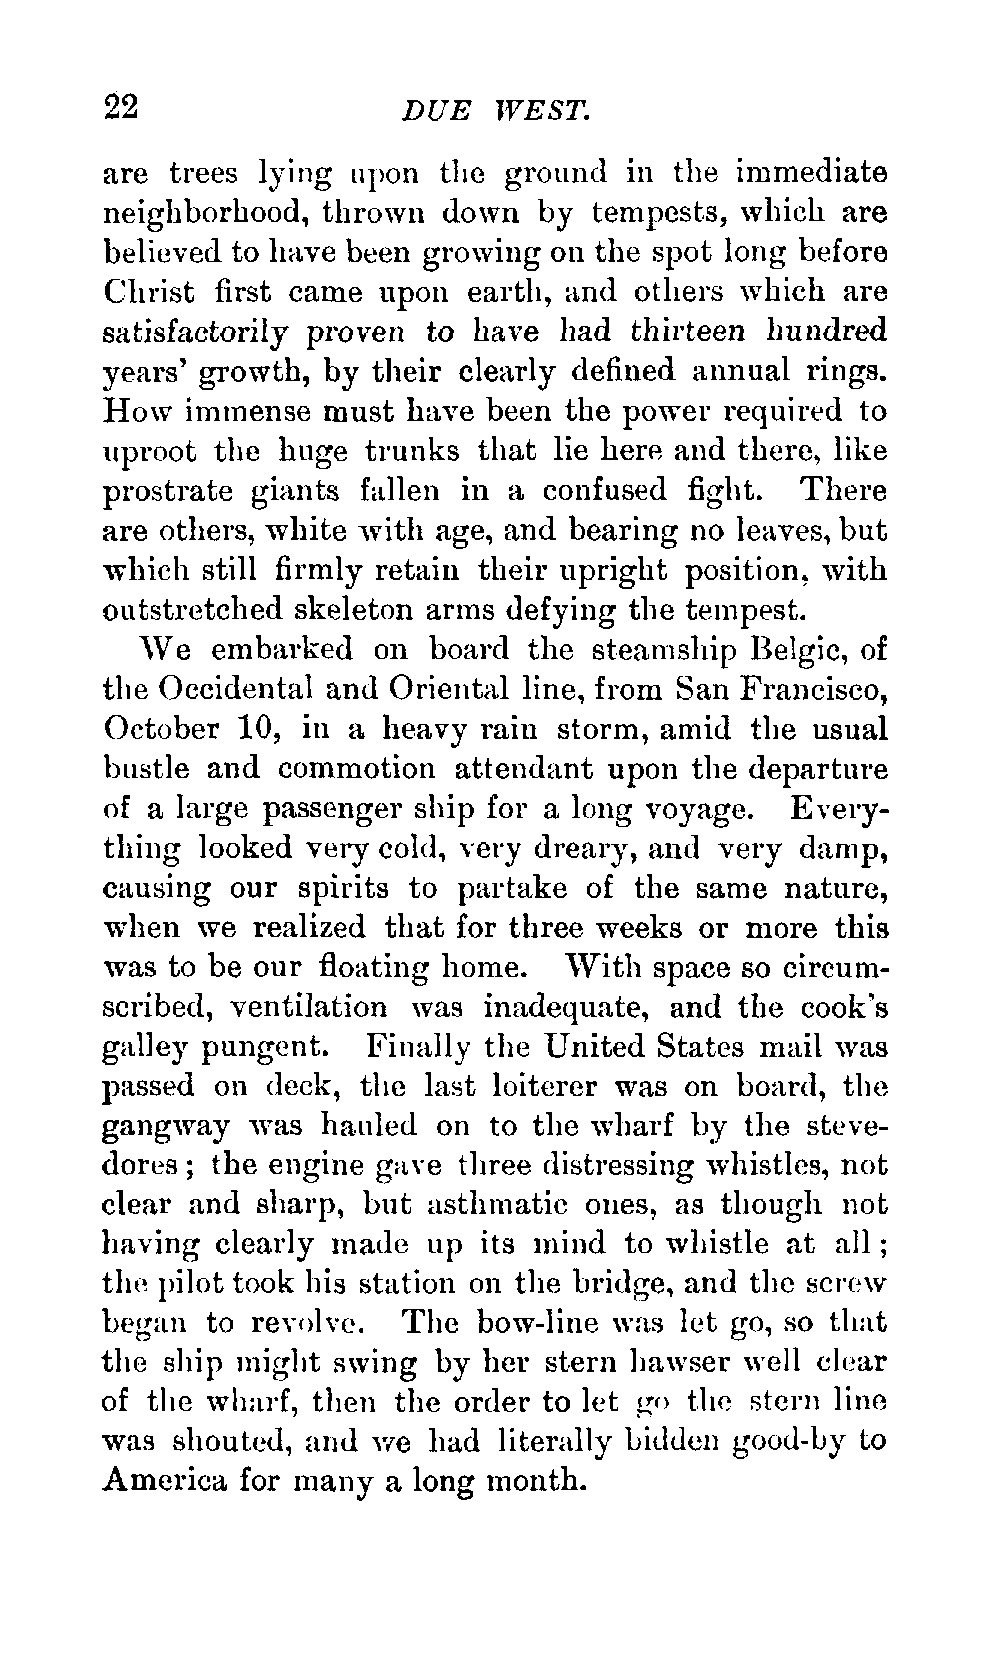 22 DUE WEST.
are trees lying upon the ground in the immediate
neighborhood, thrown down by tempests, which are
believed to have been growing on the spot long before
Christ first came upon earth, and others which are
satisfactorily proven to have had thirteen hundred
years' growth, by their clearly defined annual rings.
How immense must have been the power required to
uproot the huge trunks that lie here and there, like
prostrate giants fallen in a confused fight. There
are others, white with age, and bearing no leaves, but
which still firmly retain their upright position, with
outstretched skeleton arms defying the tempest.
We embarked on board the steamship Belgic, of
the Occidental and Oriental line, from San Francisco,
October 10, in a heavy rain storm, amid the usual
bustle and commotion attendant upon the departure
of a large passenger ship for a long voyage. Every-
thing looked very cold, very dreary, and very damp,
causing our spirits to partake of the same nature,
when we realized that for three weeks or more this
was to be our floating home. With space so circum-
scribed, ventilation was inadequate, and the cook's
galley pungent. Finally the United States mail was
passed on deck, the last loiterer was on board, the
gangway was hauled on to the wharf by the steve-
dores; the engine gave three distressing whistles, not
clear and sharp, but asthmatic ones, as though not
having clearly made up its mind to whistle at all;
the pilot took his station on the bridge, and the screw
began to revolve. The bow-line was let go, so that
the ship might swing by her stern hawser well clear
of the wharf, then the order to let go the stern line
was shouted, and we had literally bidden good-by to
America for many a long month.